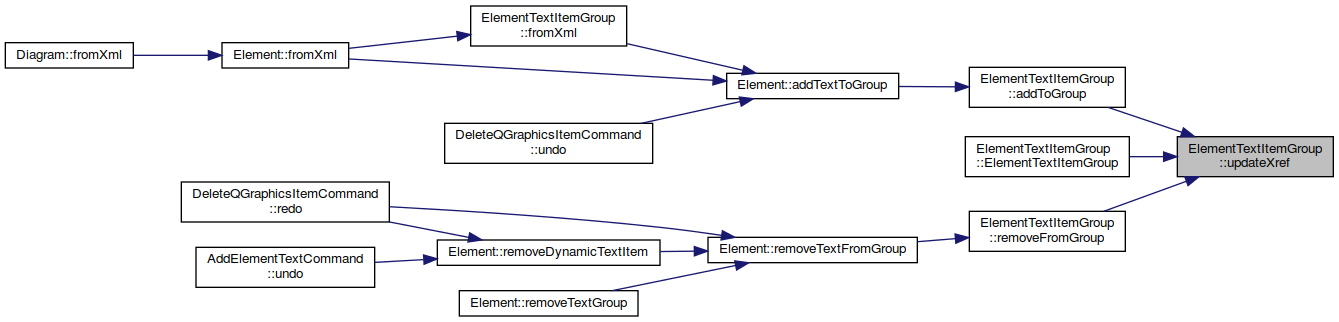 ElementTextItemGroup
::fromXml
Diagram::fromXml
Element::fromXml
Element::addTextToGroup
ElementTextItemGroup
::addToGroup
DeleteQGraphicsItemCommand
::undo
ElementTextItemGroup
::ElementTextItemGroup
ElementTextItemGroup
::updateXref
DeleteQGraphicsItemCommand
::redo
ElementTextItemGroup
::removeFromGroup
Element::removeDynamicTextItem
Element::removeTextFromGroup
AddElementTextCommand
::undo
Element::removeTextGroup